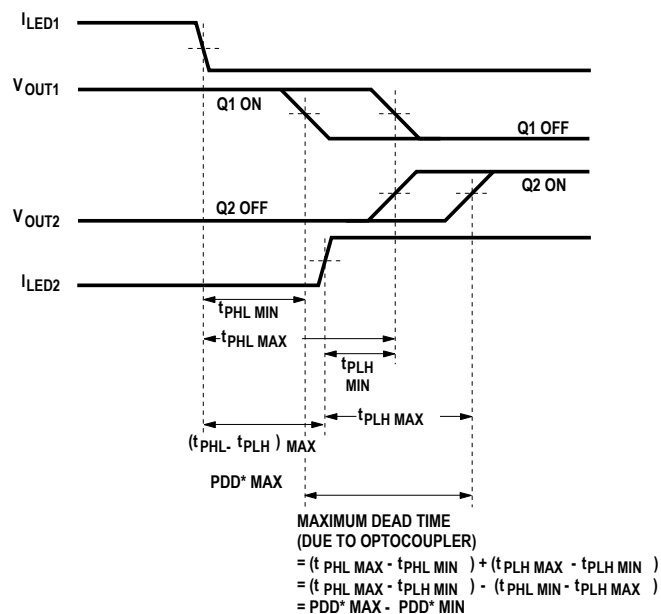 ILED1
VOUT1
Q1 ON
Q1 OFF
Q2 OFF
Q2 ON
VOUT2
ILED2
tPHL MIN
tPHL MAX
tPLH
MIN
tPLH MAX
(tPHL- tPLH) MAX
PDD* MAX
MAXIMUM DEAD TIME
(DUE TO OPTOCOUPLER)
= (tPHL MAX - tPHL MIN) + (tPLH MAX - tPLH MIN)
= (tPHL MAX - tPLH MIN) - (tPHL MIN - tPLH MAX)
= PDD* MAX - PDD* MIN